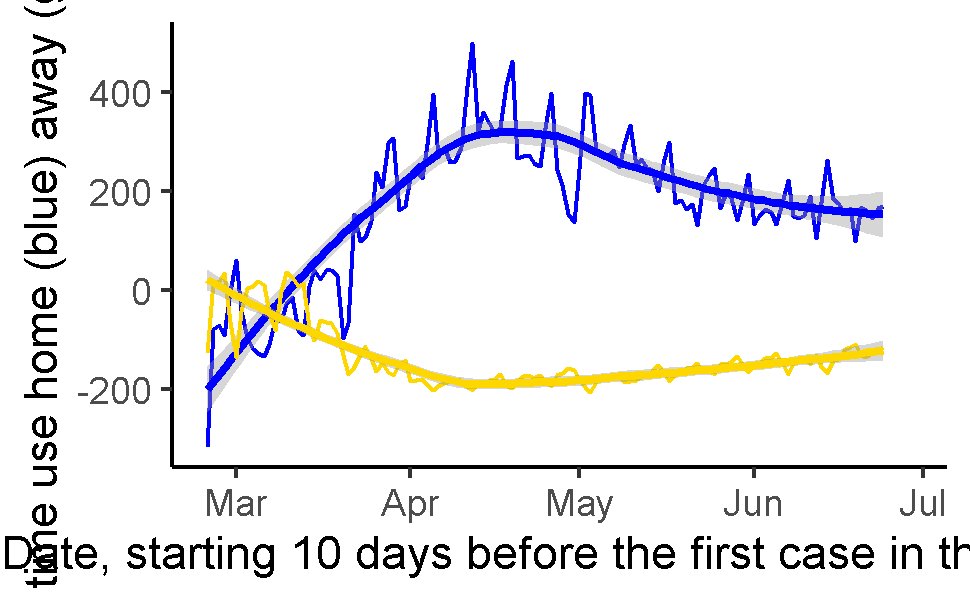 time use home (blue) away (
400
200
0
-200
Mar Apr May Jun Jul
Date, starting 10 days before the first case in th